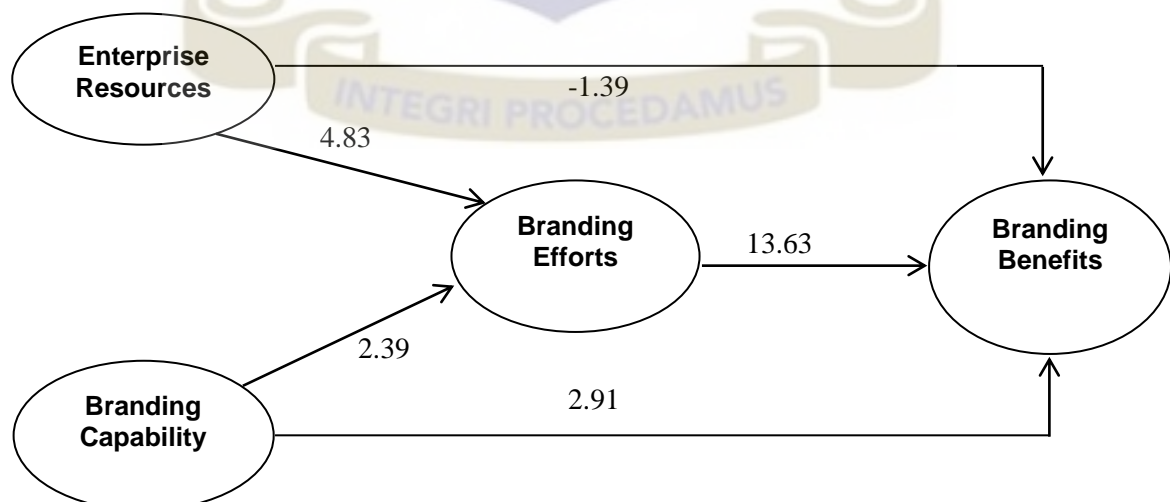 Enterprise
Resources
-1.39
INTEGRI PROCEDAMUS
4.83
Branding
Efforts
13.63
Branding
Benefits
2.39
Branding
Capability
2.91